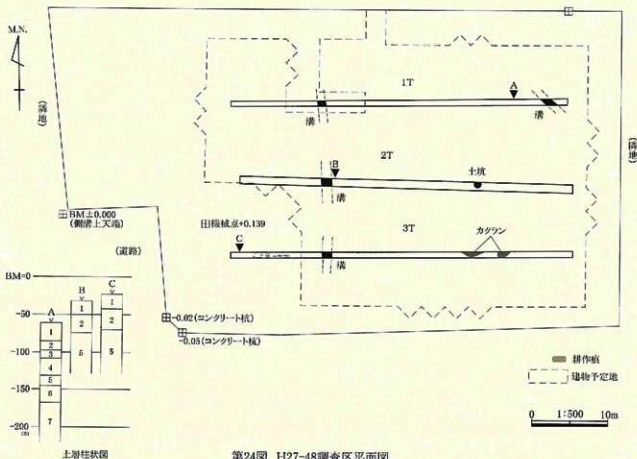 M.N.
(隣地)
1T
A
溝
溝
2T
B
土坑
溝
(隣地)
BM±0.000
(側溝上天端)
(道路)
機械点+0.139
3T
カクラン
C
溝
BM=0
-50
-100
-150
-200
(cm)
A
1
2
3
4
5
6
7
B
1
2
5
C
1
2
5
-0.02(コンクリート杭)
-0.05(コンクリート杭)
耕作痕
建物予定地
0 1:500 10m
土層柱状図
第24図 H27-48調査区平面図